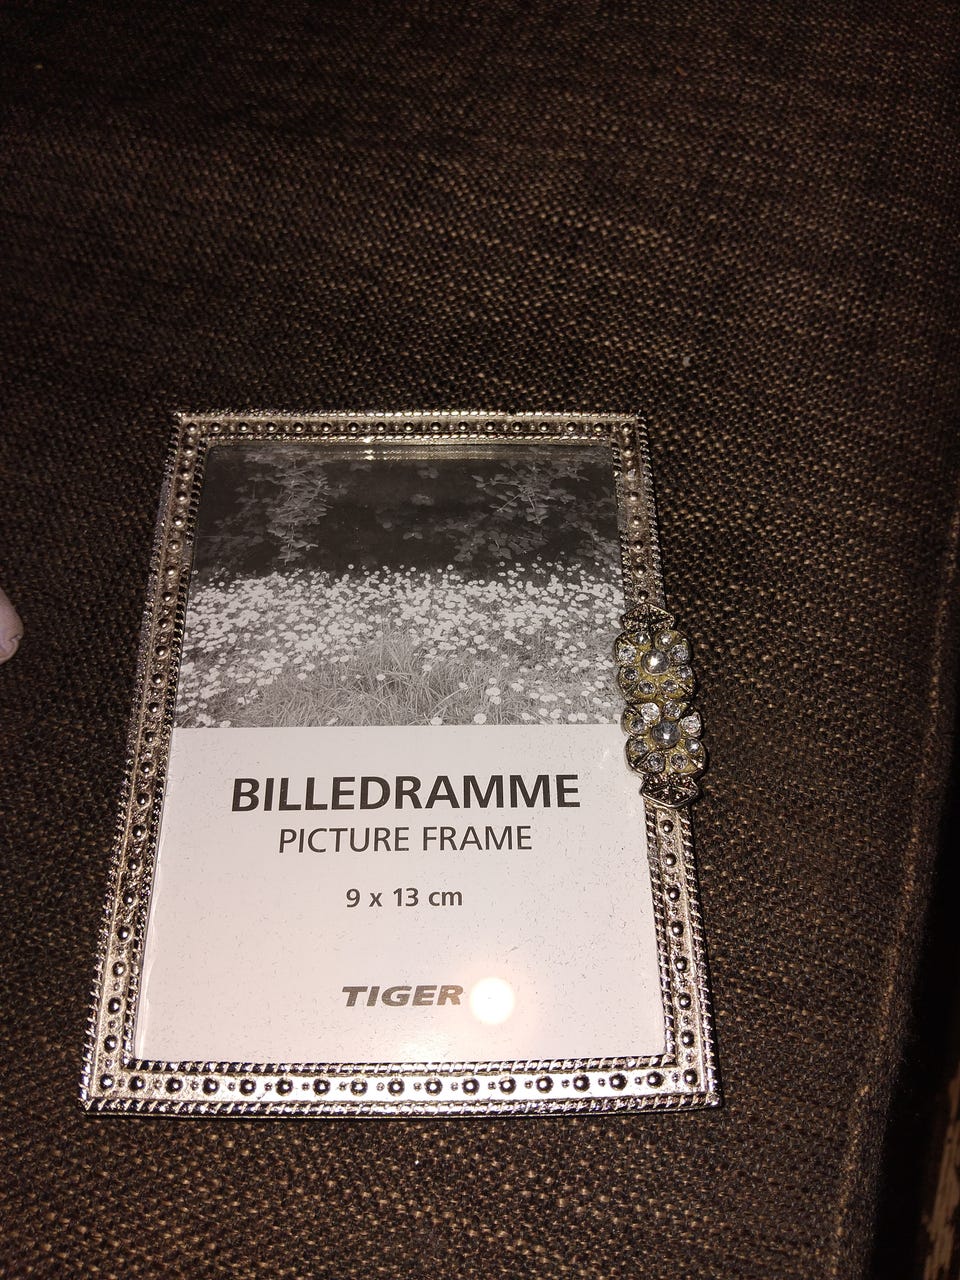 BILLEDRAMME
PICTURE FRAME
9 x 13 cm
TIGER